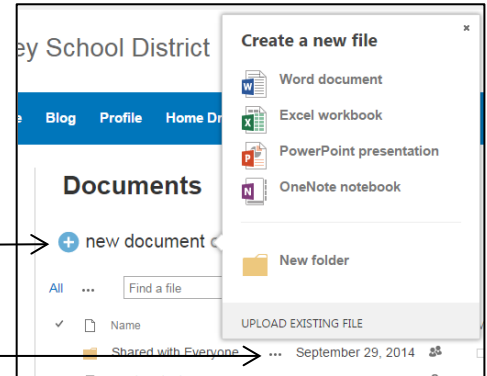 ey School District
Blog Profile Home Dr
Documents
new document
All ... Find a file
Name
Shared with Everyone ... September 29, 2014
Create a new file
Word document
Excel workbook
PowerPoint presentation
OneNote notebook
New folder
UPLOAD EXISTING FILE